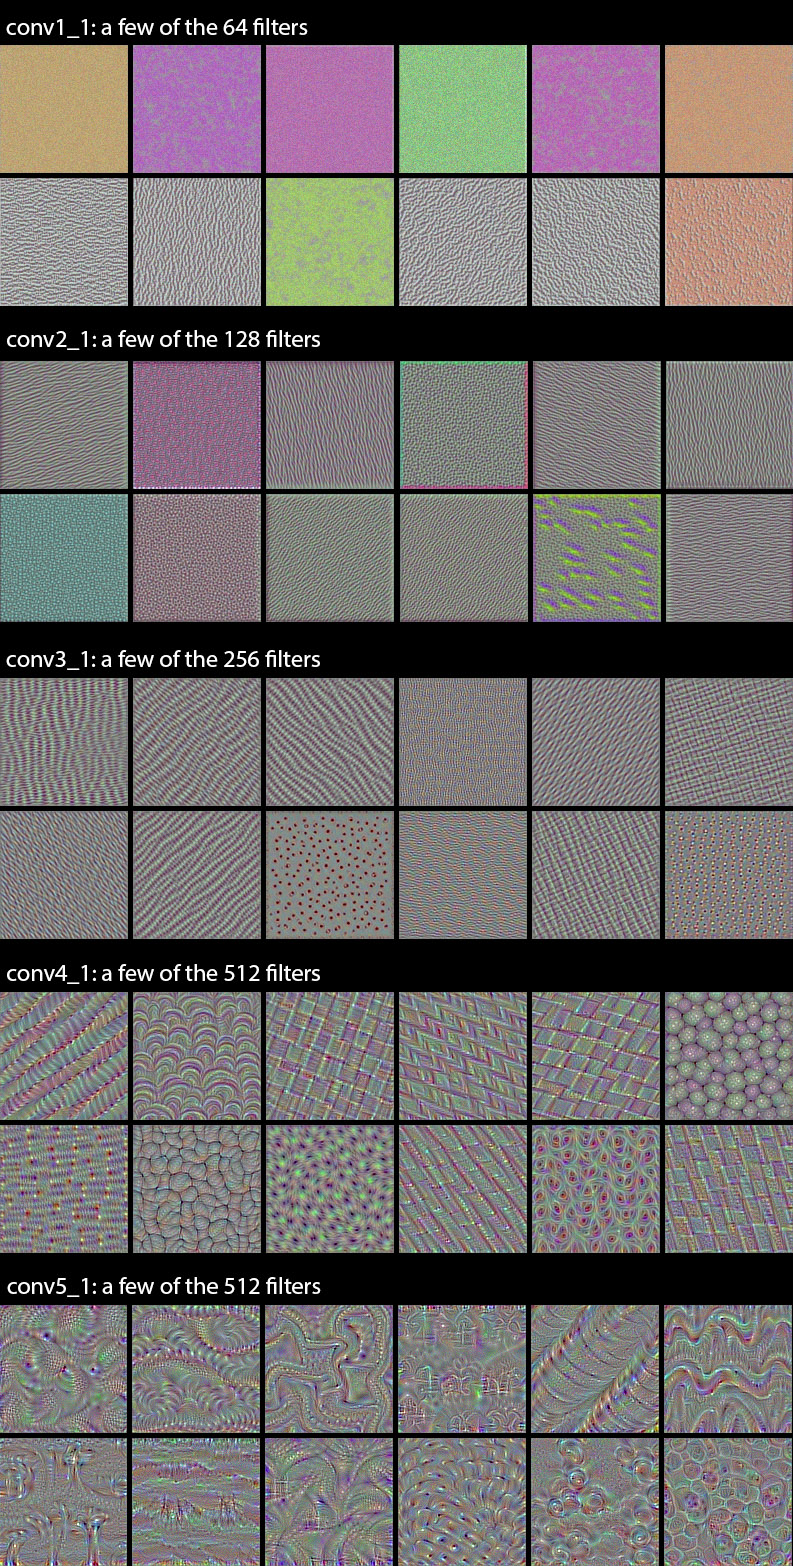 conv1_1: a few of the 64 filters
conv2_1: a few of the 128 filters
conv3_1: a few of the 256 filters
conv4_1: a few of the 512 filters
conv5_1: a few of the 512 filters